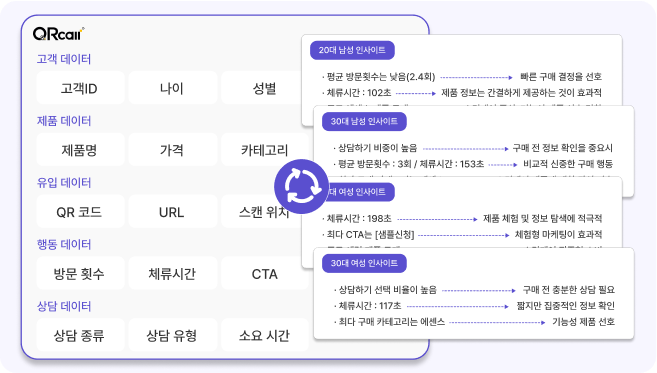 QRcall
고객 데이터
고객ID 나이 성별
제품 데이터
제품명 가격 카테고리
유입 데이터
QR 코드 URL 스캔 위치
행동 데이터
방문 횟수 체류시간 CTA
상담 데이터
상담 종류 상담 유형 소요 시간
20대 남성 인사이트
· 평균 방문횟수는 낮음(2.4회) 빠른 구매 결정을 선호
· 체류시간 : 102초 제품 정보는 간결하게 제공하는 것이 효과적
30대 남성 인사이트
· 상담하기 비중이 높음 구매 전 정보 확인을 중요시
· 평균 방문횟수 : 3회 / 체류시간 : 153초 비교적 신중한 구매 행동
대 여성 인사이트
· 체류시간 : 198초 제품 체험 및 정보 탐색에 적극적
· 최다 CTA는 [샘플신청] 체험형 마케팅이 효과적
30대 여성 인사이트
· 상담하기 선택 비율이 높음 구매 전 충분한 상담 필요
· 체류시간 : 117초 짧지만 집중적인 정보 확인
· 최다 구매 카테고리는 에센스 기능성 제품 선호